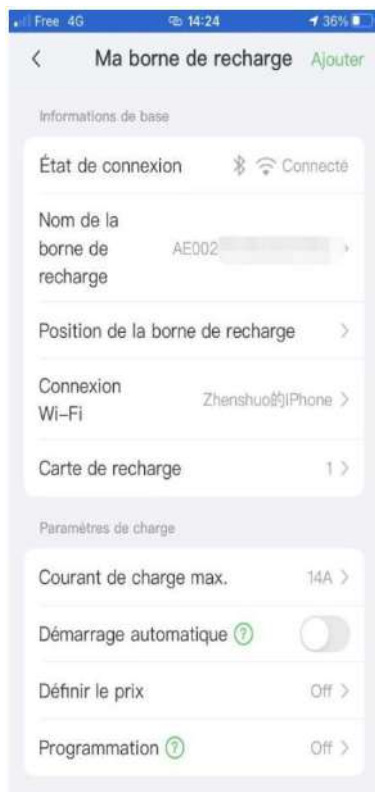 Free 4G 14:24 36%
Ma borne de recharge Ajouter
Informations de base
État de connexion Connecté
Nom de la
borne de AE002
recharge
Position de la borne de recharge
Connexion
Wi-Fi Zhenshuo的iPhone
Carte de recharge 1
Paramètres de charge
Courant de charge max. 14A
Démarrage automatique ?
Définir le prix Off
Programmation ? Off